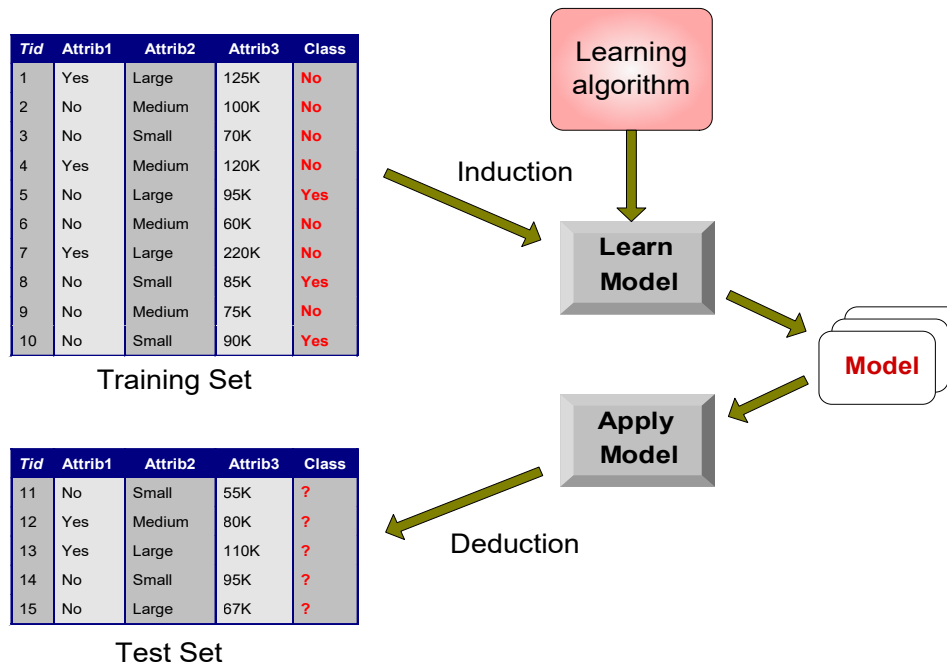 Tid Attrib1 Attrib2 Attrib3 Class
1 Yes Large 125K No
2 No Medium 100K No
3 No Small 70K No
4 Yes Medium 120K No
5 No Large 95K Yes
6 No Medium 60K No
7 Yes Large 220K No
8 No Small 85K Yes
9 No Medium 75K No
10 No Small 90K Yes
Training Set
Learning
algorithm
Induction
Learn
Model
Model
Apply
Model
Deduction
Tid Attrib1 Attrib2 Attrib3 Class
11 No Small 55K ?
12 Yes Medium 80K ?
13 Yes Large 110K ?
14 No Small 95K ?
15 No Large 67K ?
Test Set